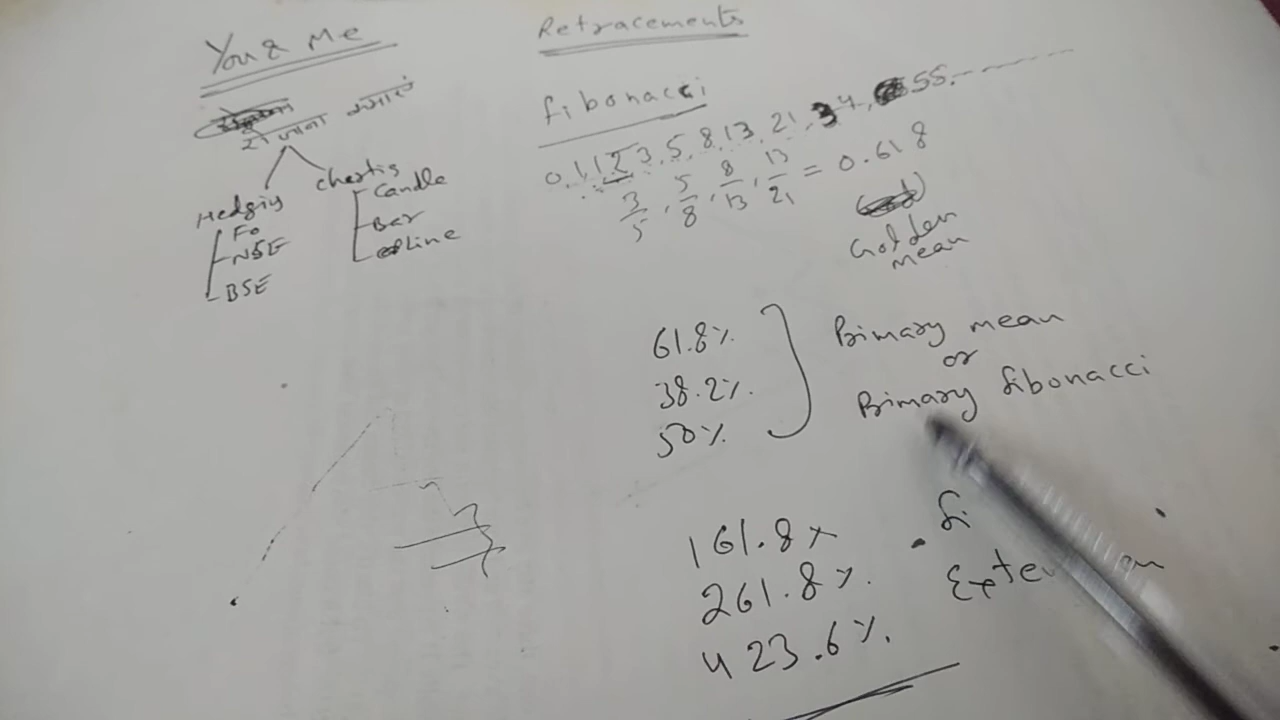 You & Me
Hedgiy
Fo
NSE
BSE
chartis
Candle
Bar
Line
Retracements
fibonacci
0,1,1,2,3,5,8,13,21,34,55,------
3/5, 5/8, 8/13, 13/21 = 0.618
Golden
mean
61.8%
38.2%
50%
Primary mean
or
Primary fibonacci
161.8%
261.8%
423.6%